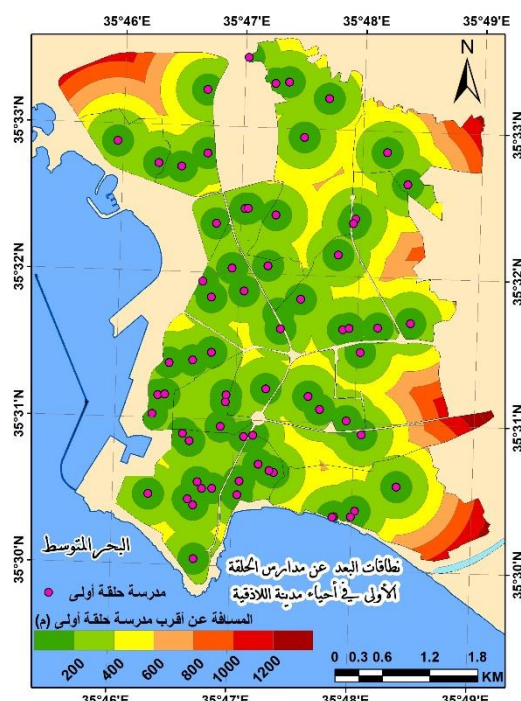 35°46'E 35°47'E 35°48'E 35°49'E
N
35°33'N 35°33'N
35°32'N 35°32'N
35°31'N 35°31'N
35°30'N 35°30'N
البحر المتوسط
نطاقات البعد عن مدارس الحلقة
الأولى في أحياء مدينة اللاذقية
مدرسة حلقة أولى
المسافة عن أقرب مدرسة حلقة أولى (م)
200 400 600 800 1000 1200
0 0.3 0.6 1.2 1.8
KM
35°46'E 35°47'E 35°48'E 35°49'E